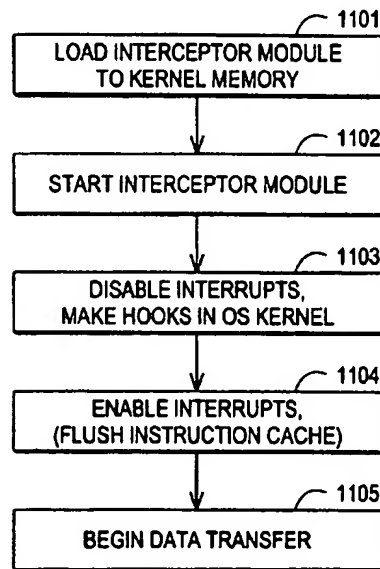 1101
LOAD INTERCEPTOR MODULE
TO KERNEL MEMORY
1102
START INTERCEPTOR MODULE
1103
DISABLE INTERRUPTS,
MAKE HOOKS IN OS KERNEL
1104
ENABLE INTERRUPTS,
(FLUSH INSTRUCTION CACHE)
1105
BEGIN DATA TRANSFER